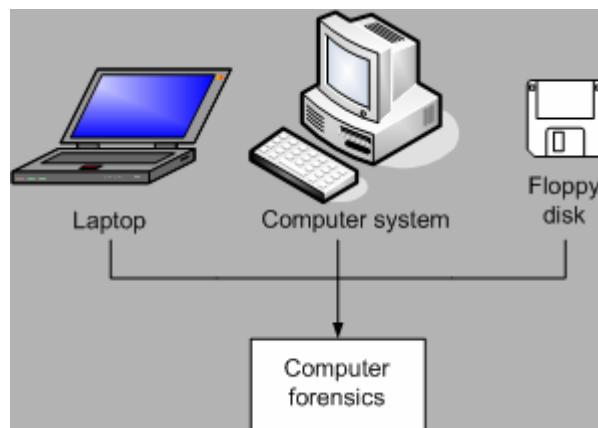 Laptop
Computer system
Floppy
disk
Computer
forensics